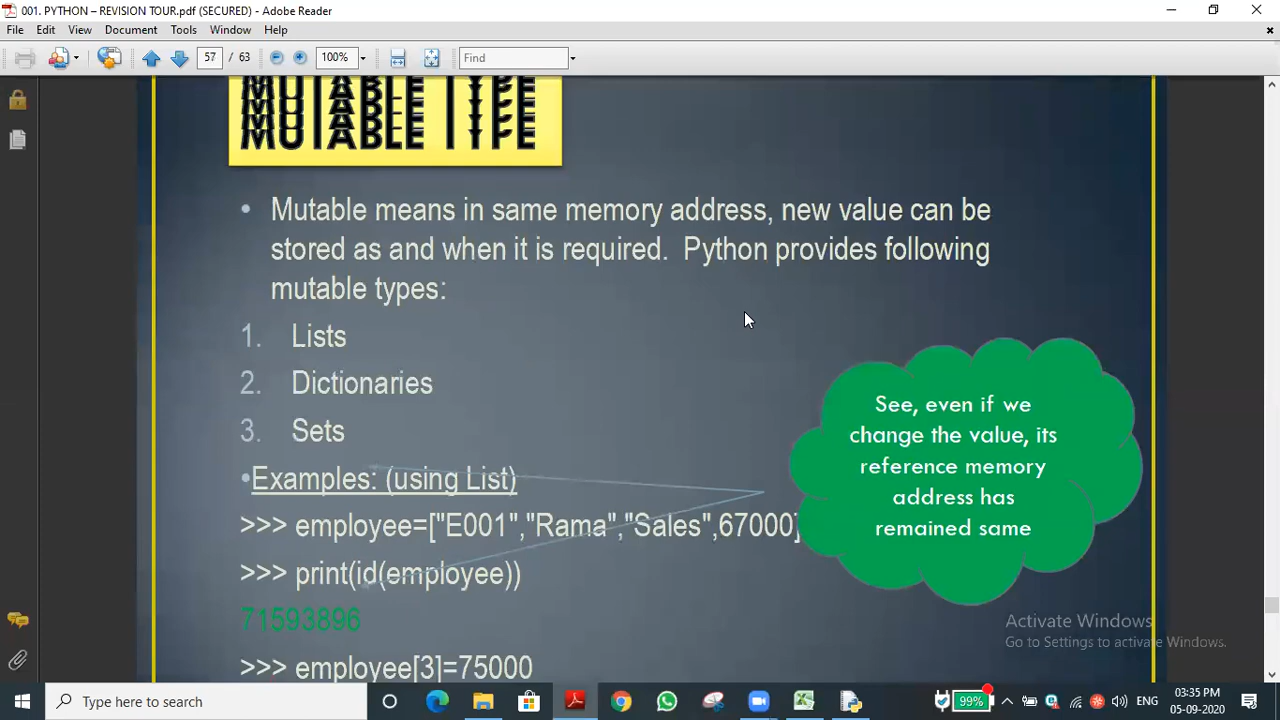 001. PYTHON – REVISION TOUR.pdf (SECURED) - Adobe Reader
File Edit View Document Tools Window Help
57 / 63 100% Find
MUTABLE TYPE
• Mutable means in same memory address, new value can be
stored as and when it is required. Python provides following
mutable types:
1. Lists
2. Dictionaries
3. Sets
•Examples: (using List)
>>> employee=["E001","Rama","Sales",67000]
>>> print(id(employee))
71593896
>>> employee[3]=75000
See, even if we
change the value, its
reference memory
address has
remained same
Activate Windows
Go to Settings to activate Windows.
Type here to search
99%
ENG
03:35 PM
05-09-2020